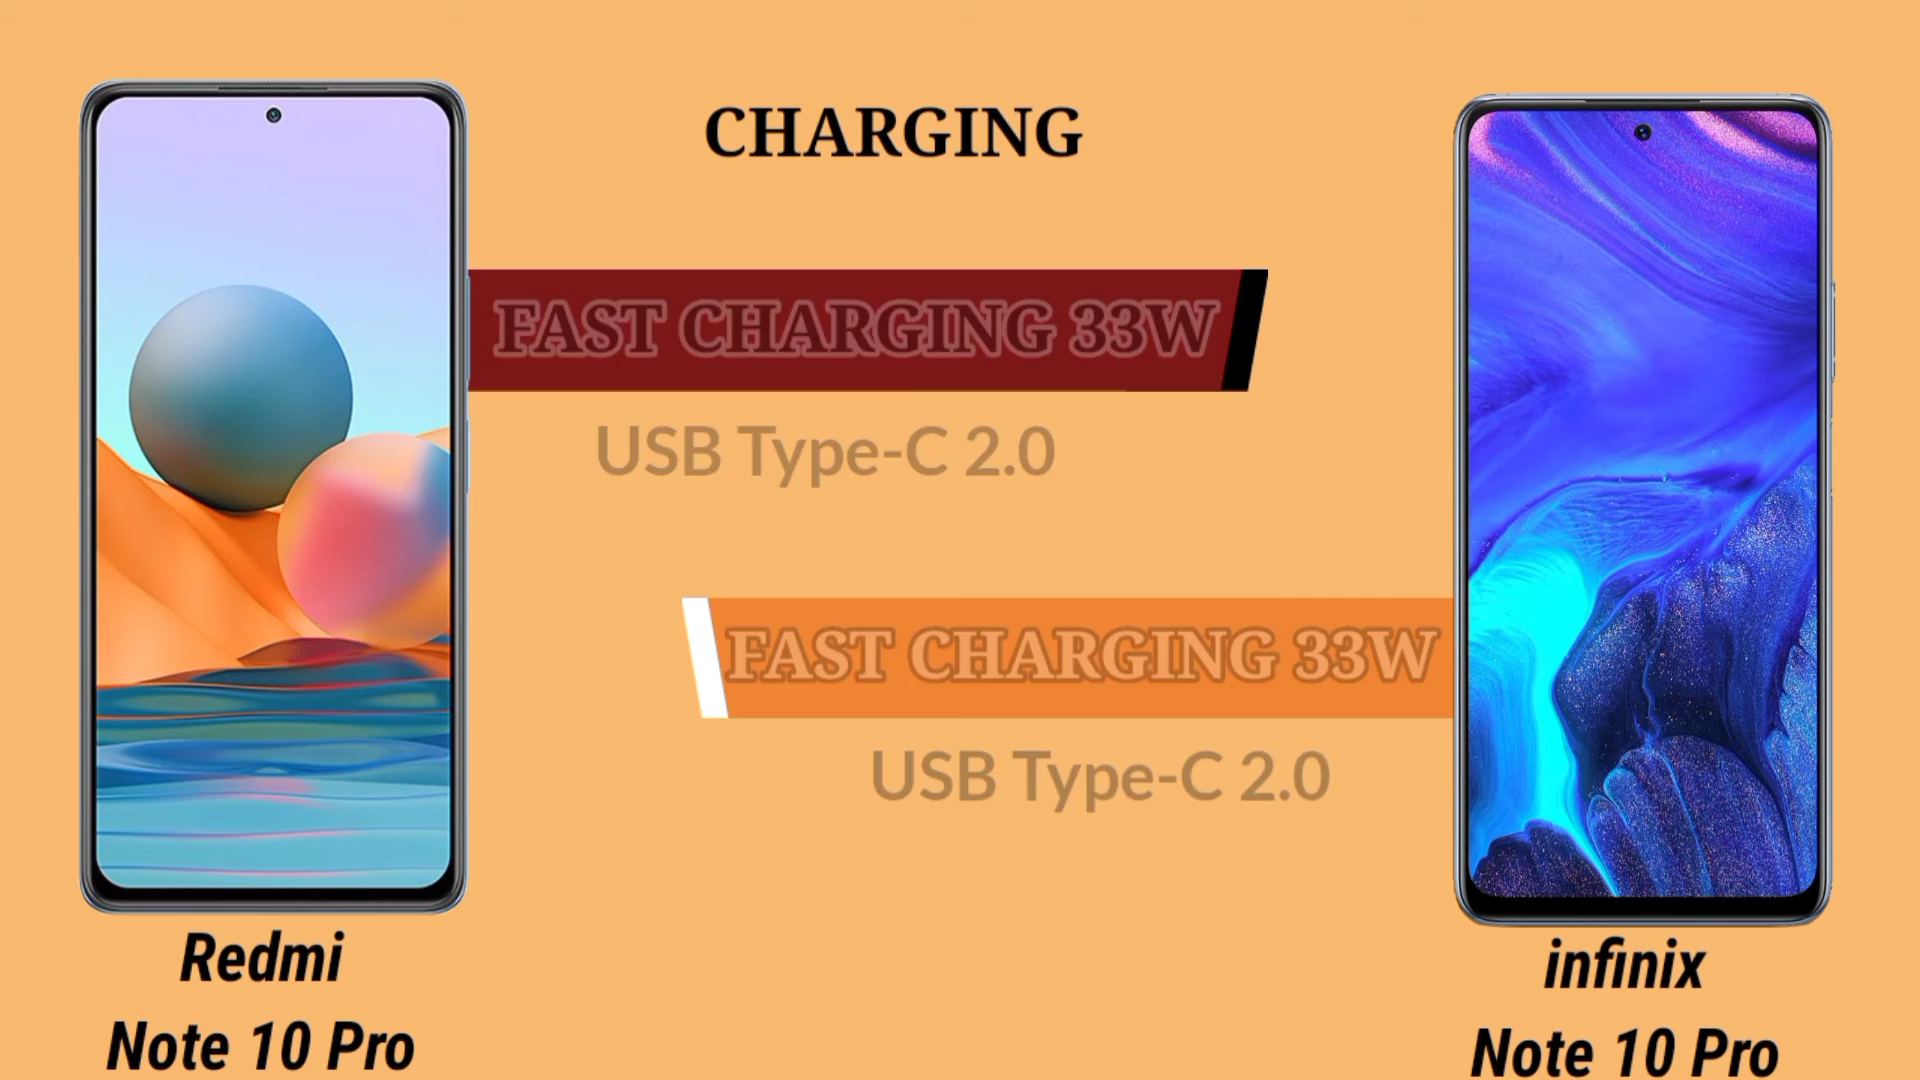 CHARGING
FAST CHARGING 33W
USB Type-C 2.0
FAST CHARGING 33W
USB Type-C 2.0
Redmi
Note 10 Pro
infinix
Note 10 Pro